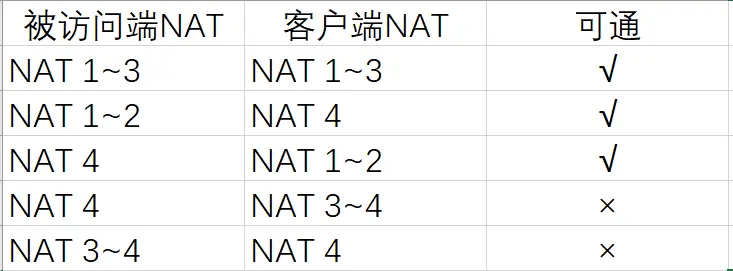 被访问端NAT 客户端NAT 可通
NAT 1~3 NAT 1~3 √
NAT 1~2 NAT 4 √
NAT 4 NAT 1~2 √
NAT 4 NAT 3~4 ×
NAT 3~4 NAT 4 ×